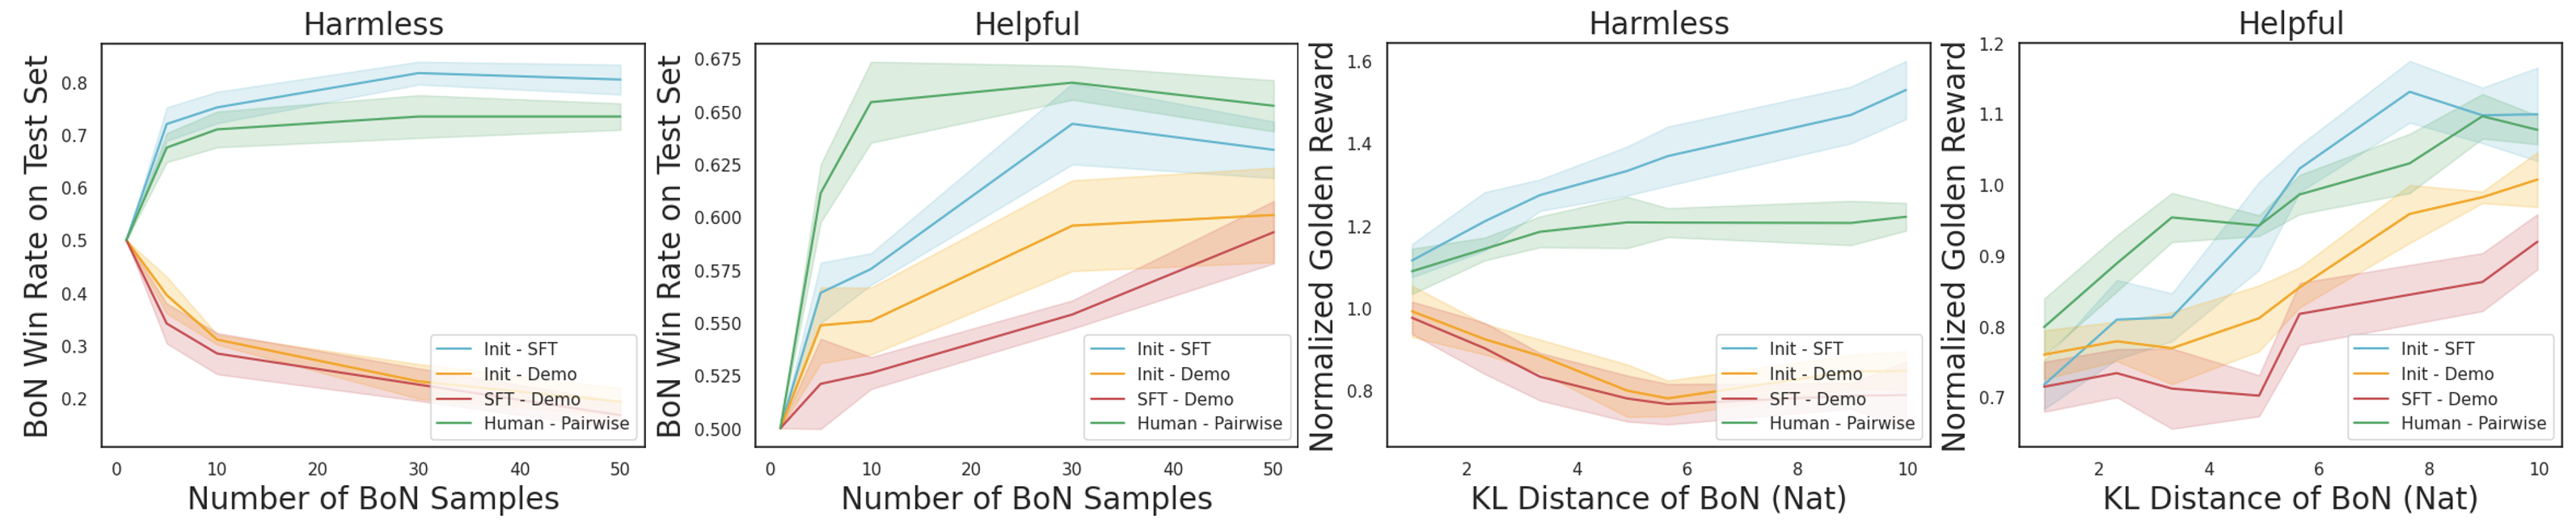 Harmless
BoN Win Rate on Test Set
0.8
0.7
0.6
0.5
0.4
0.3
0.2
0
10
20
30
40
50
Number of BoN Samples
Init - SFT
Init - Demo
SFT - Demo
Human - Pairwise
Helpful
BoN Win Rate on Test Set
0.675
0.650
0.625
0.600
0.575
0.550
0.525
0.500
0
10
20
30
40
50
Number of BoN Samples
Init - SFT
Init - Demo
SFT - Demo
Human - Pairwise
Harmless
Normalized Golden Reward
1.6
1.4
1.2
1.0
0.8
2
4
6
8
10
KL Distance of BoN (Nat)
Init - SFT
Init - Demo
SFT - Demo
Human - Pairwise
Helpful
Normalized Golden Reward
1.2
1.1
1.0
0.9
0.8
0.7
2
4
6
8
10
KL Distance of BoN (Nat)
Init - SFT
Init - Demo
SFT - Demo
Human - Pairwise